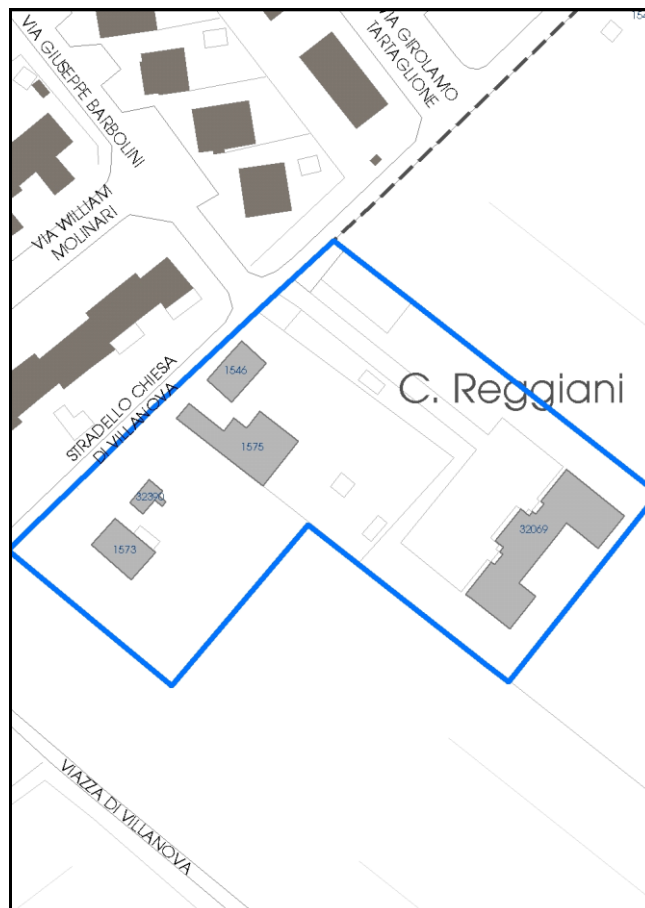 VIA GIUSEPPE BARBOLINI
VIA GIROLAMO
TARTAGLIONE
VIA WILLIAM
MOLINARI
STRADELLO CHIESA
DI VILLANOVA
1546
C. Reggiani
1575
32069
1573
VIAZZA DI VILLANOVA